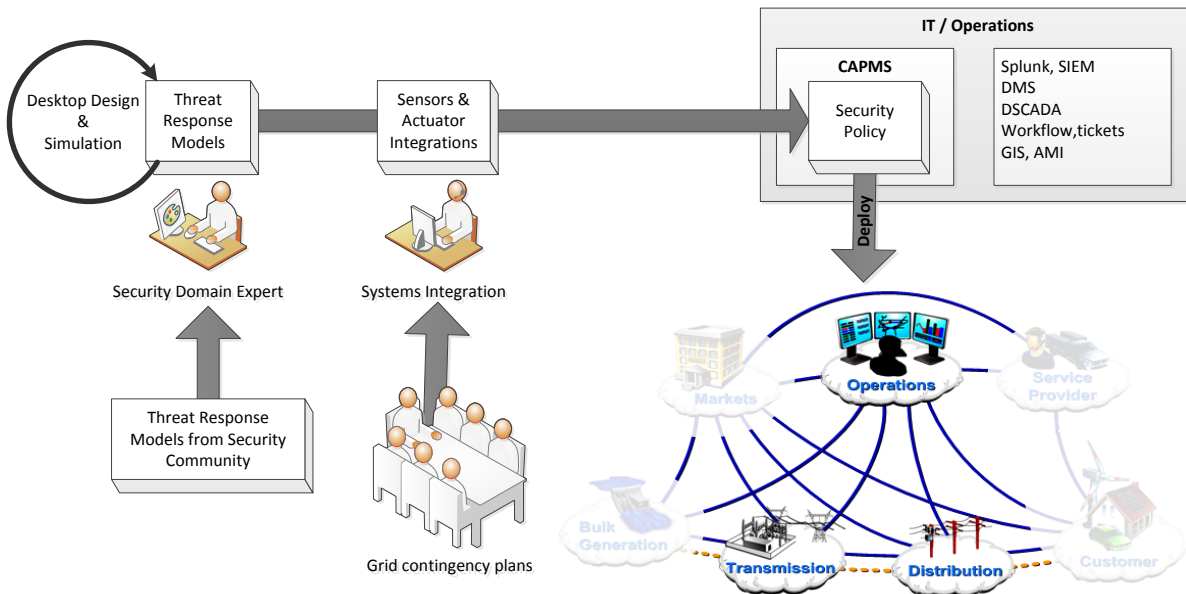 IT / Operations
CAPMS
Security
Policy
Splunk, SIEM
DMS
DSCADA
Workflow,tickets
GIS, AMI
Desktop Design
&
Simulation
Threat
Response
Models
Sensors &
Actuator
Integrations
Deploy
Security Domain Expert
Systems Integration
Threat Response
Models from Security
Community
Grid contingency plans
Markets
Operations
Service
Provider
Bulk
Generation
Transmission
Distribution
Customer